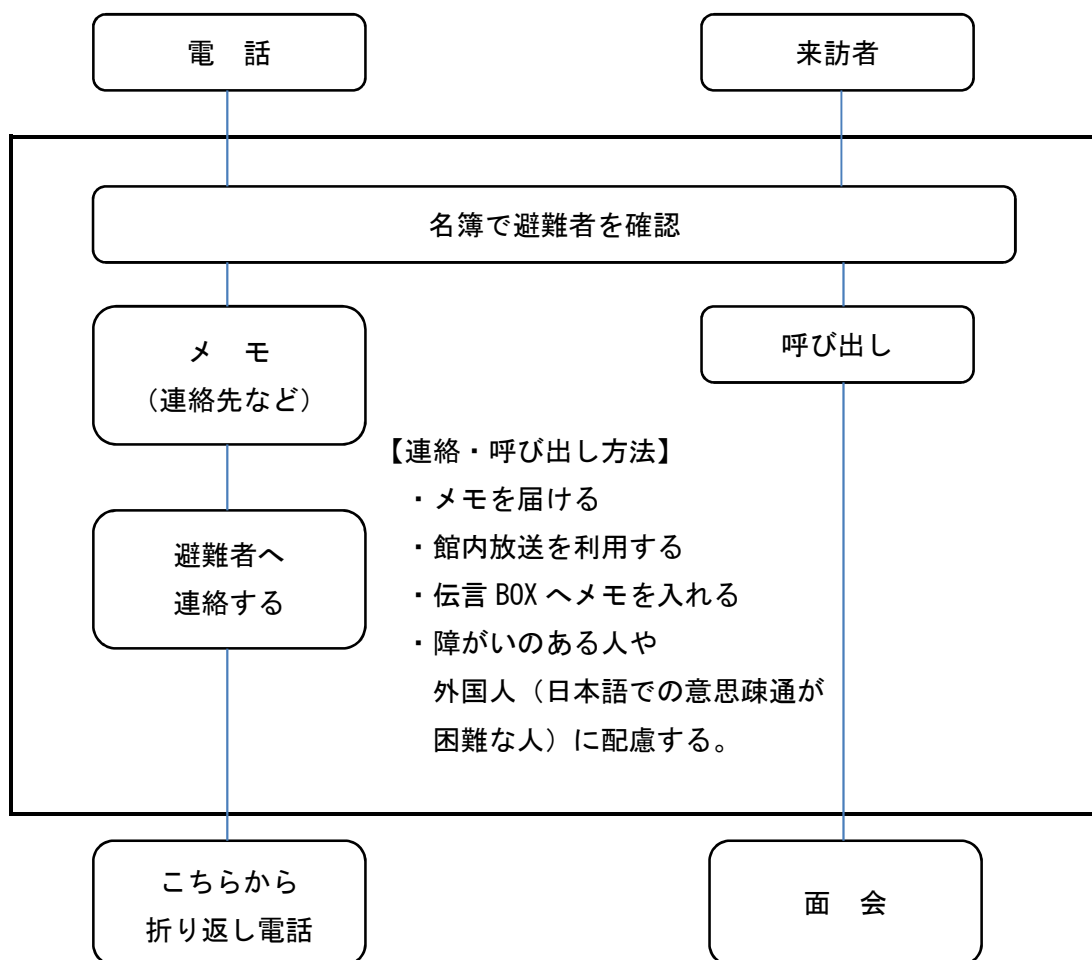 電　話
来訪者
名簿で避難者を確認
メ　モ
（連絡先など）
呼び出し
【連絡・呼び出し方法】
・メモを届ける
・館内放送を利用する
・伝言 BOX へメモを入れる
・障がいのある人や
外国人（日本語での意思疎通が
困難な人）に配慮する。
避難者へ
連絡する
こちらから
折り返し電話
面　会